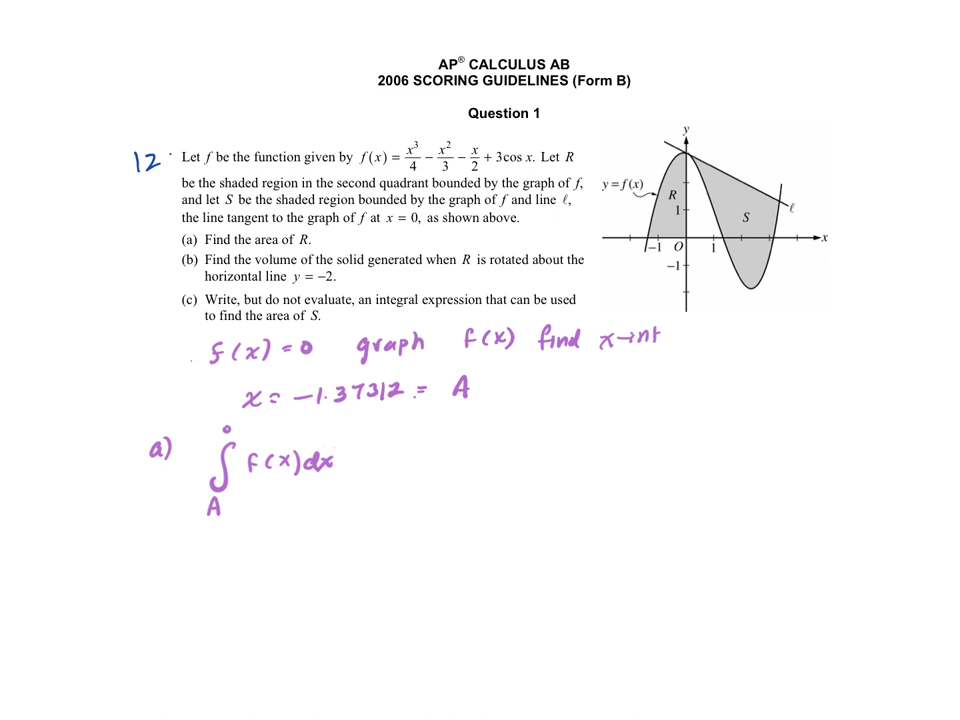 AP® CALCULUS AB
2006 SCORING GUIDELINES (Form B)
Question 1
12.
Let f be the function given by f(x) = x³/4 − x²/3 − x/2 + 3cos x. Let R
be the shaded region in the second quadrant bounded by the graph of f,
and let S be the shaded region bounded by the graph of f and line ℓ,
the line tangent to the graph of f at x = 0, as shown above.
(a) Find the area of R.
(b) Find the volume of the solid generated when R is rotated about the
horizontal line y = −2.
(c) Write, but do not evaluate, an integral expression that can be used
to find the area of S.
y
y = f(x)
R
1
S
ℓ
−1 O 1 x
−1
f(x) = 0 graph f(x) find x-int
x = -1.37312 = A
a) ∫_A^0 f(x)dx